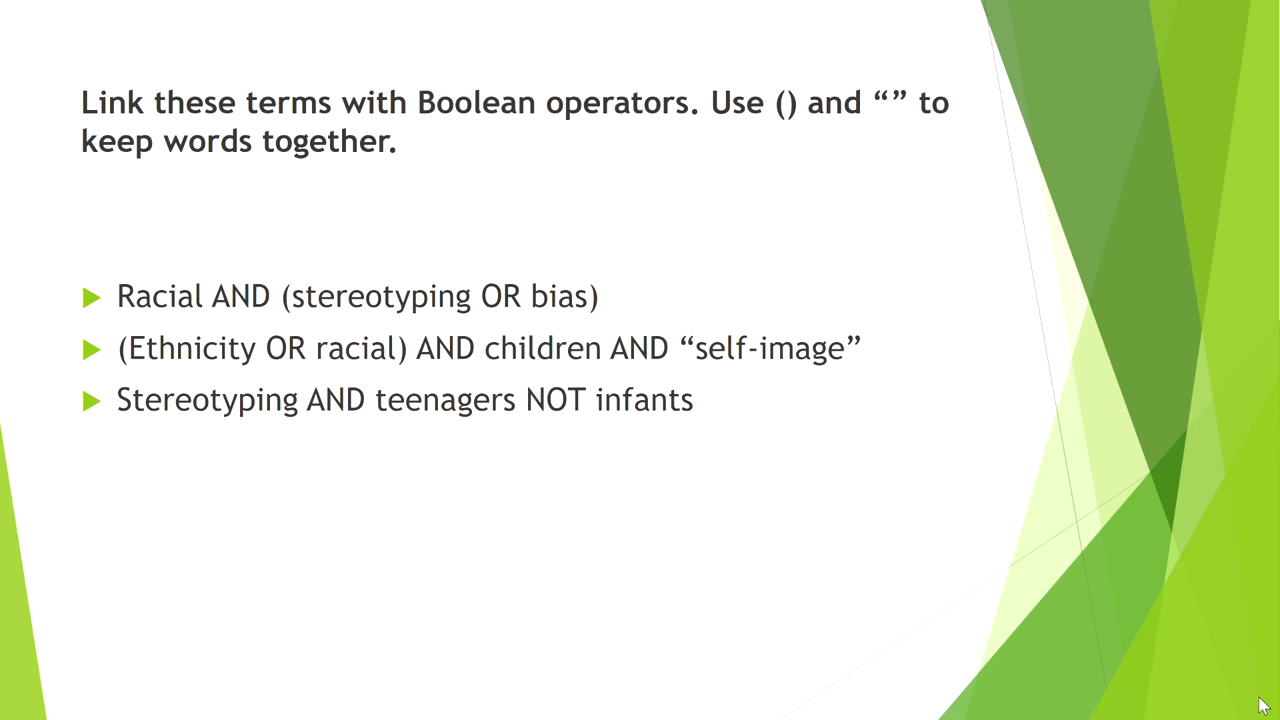 Link these terms with Boolean operators. Use () and “” to
keep words together.
Racial AND (stereotyping OR bias)
(Ethnicity OR racial) AND children AND “self-image”
Stereotyping AND teenagers NOT infants